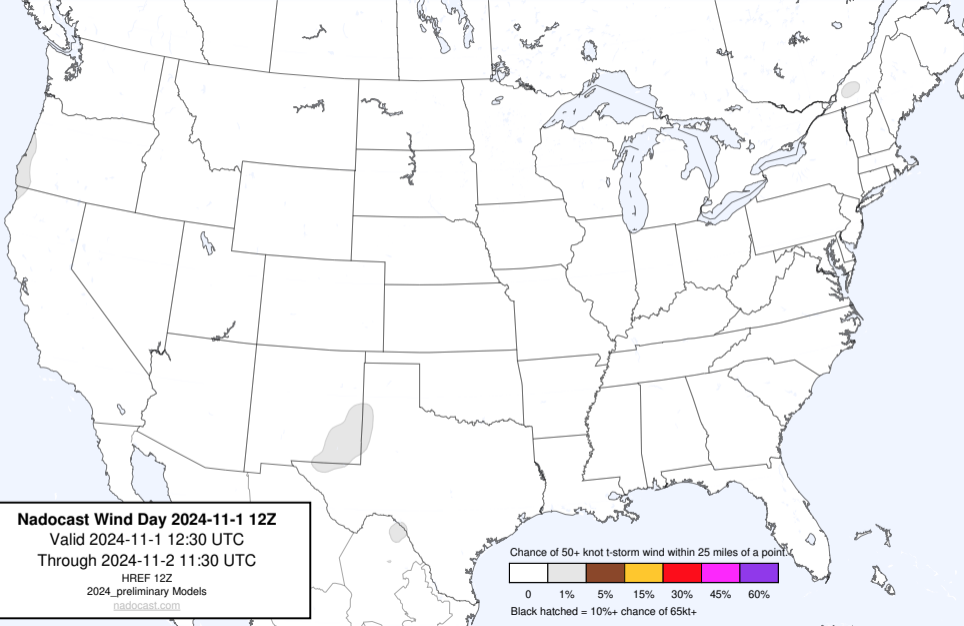 Nadocast Wind Day 2024-11-1 12Z
Valid 2024-11-1 12:30 UTC
Through 2024-11-2 11:30 UTC
HREF 12Z
2024_preliminary Models
nadocast.com
Chance of 50+ knot t-storm wind within 25 miles of a point.
0 1% 5% 15% 30% 45% 60%
Black hatched = 10%+ chance of 65kt+